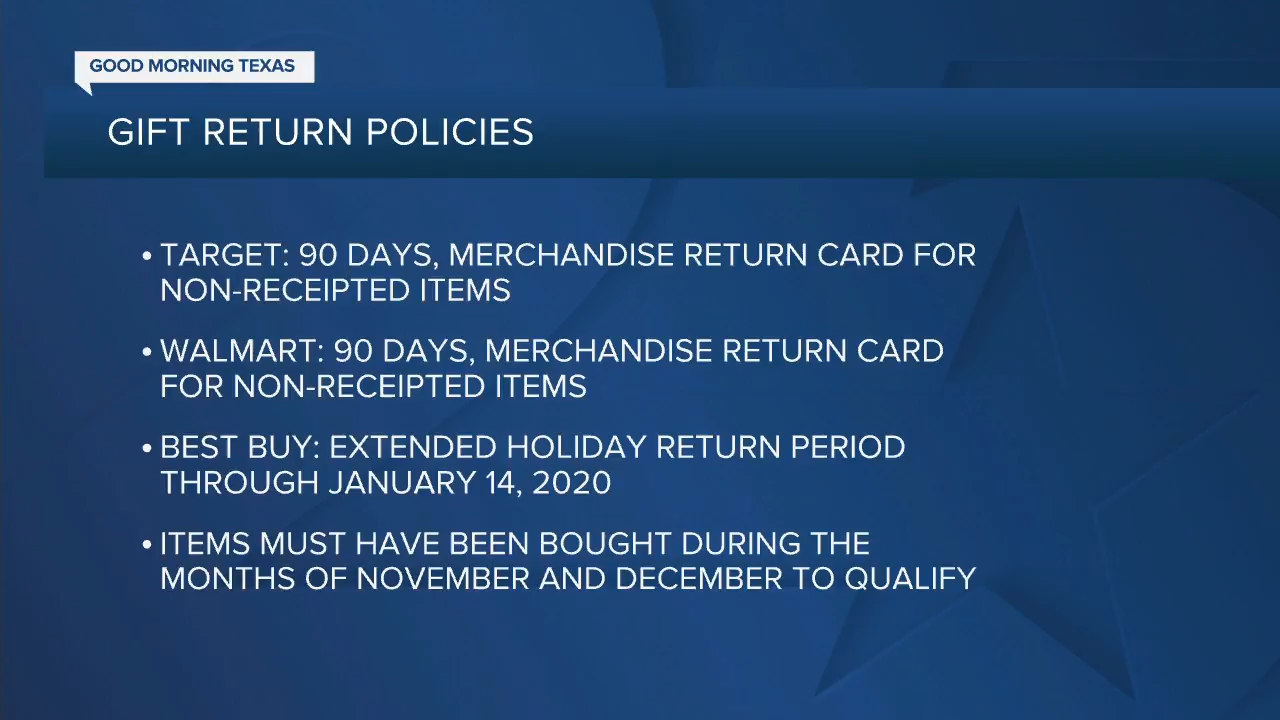 GOOD MORNING TEXAS
GIFT RETURN POLICIES
• TARGET: 90 DAYS, MERCHANDISE RETURN CARD FOR
NON-RECEIPTED ITEMS
• WALMART: 90 DAYS, MERCHANDISE RETURN CARD
FOR NON-RECEIPTED ITEMS
• BEST BUY: EXTENDED HOLIDAY RETURN PERIOD
THROUGH JANUARY 14, 2020
• ITEMS MUST HAVE BEEN BOUGHT DURING THE
MONTHS OF NOVEMBER AND DECEMBER TO QUALIFY